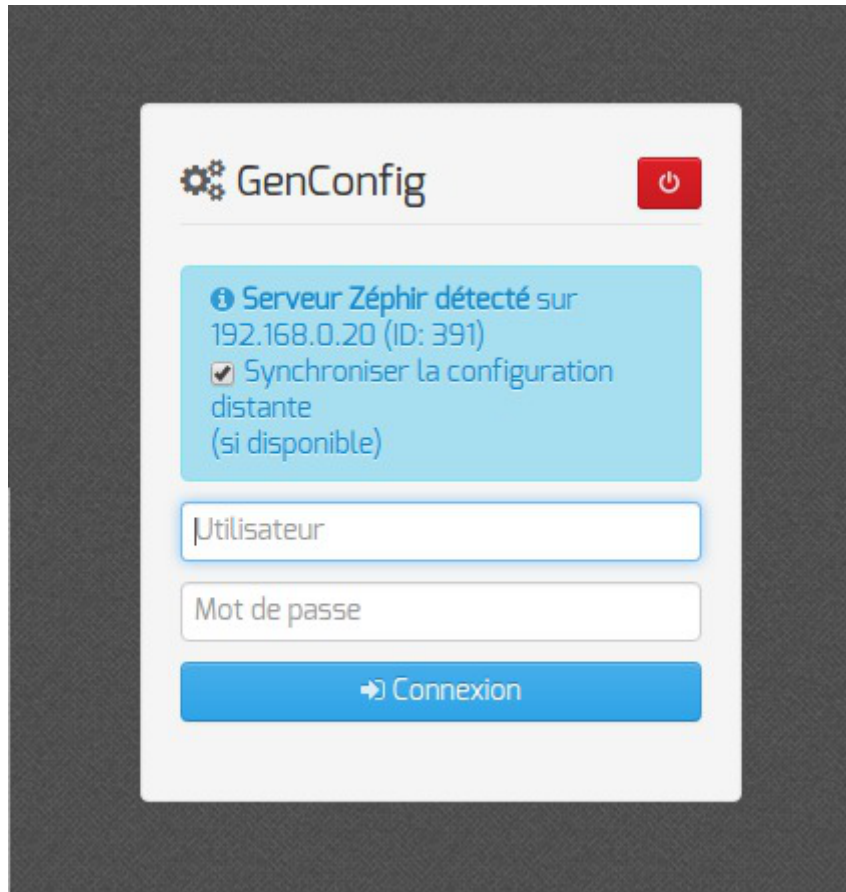 GenConfig
Serveur Zéphir détecté sur
192.168.0.20 (ID: 391)
Synchroniser la configuration
distante
(si disponible)
Utilisateur
Mot de passe
Connexion